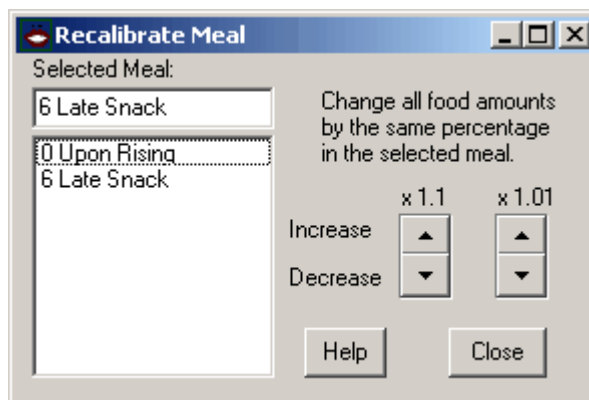 Recalibrate Meal
Selected Meal:
6 Late Snack
0 Upon Rising
6 Late Snack
Change all food amounts
by the same percentage
in the selected meal.
x 1.1 x 1.01
Increase
Decrease
Help Close